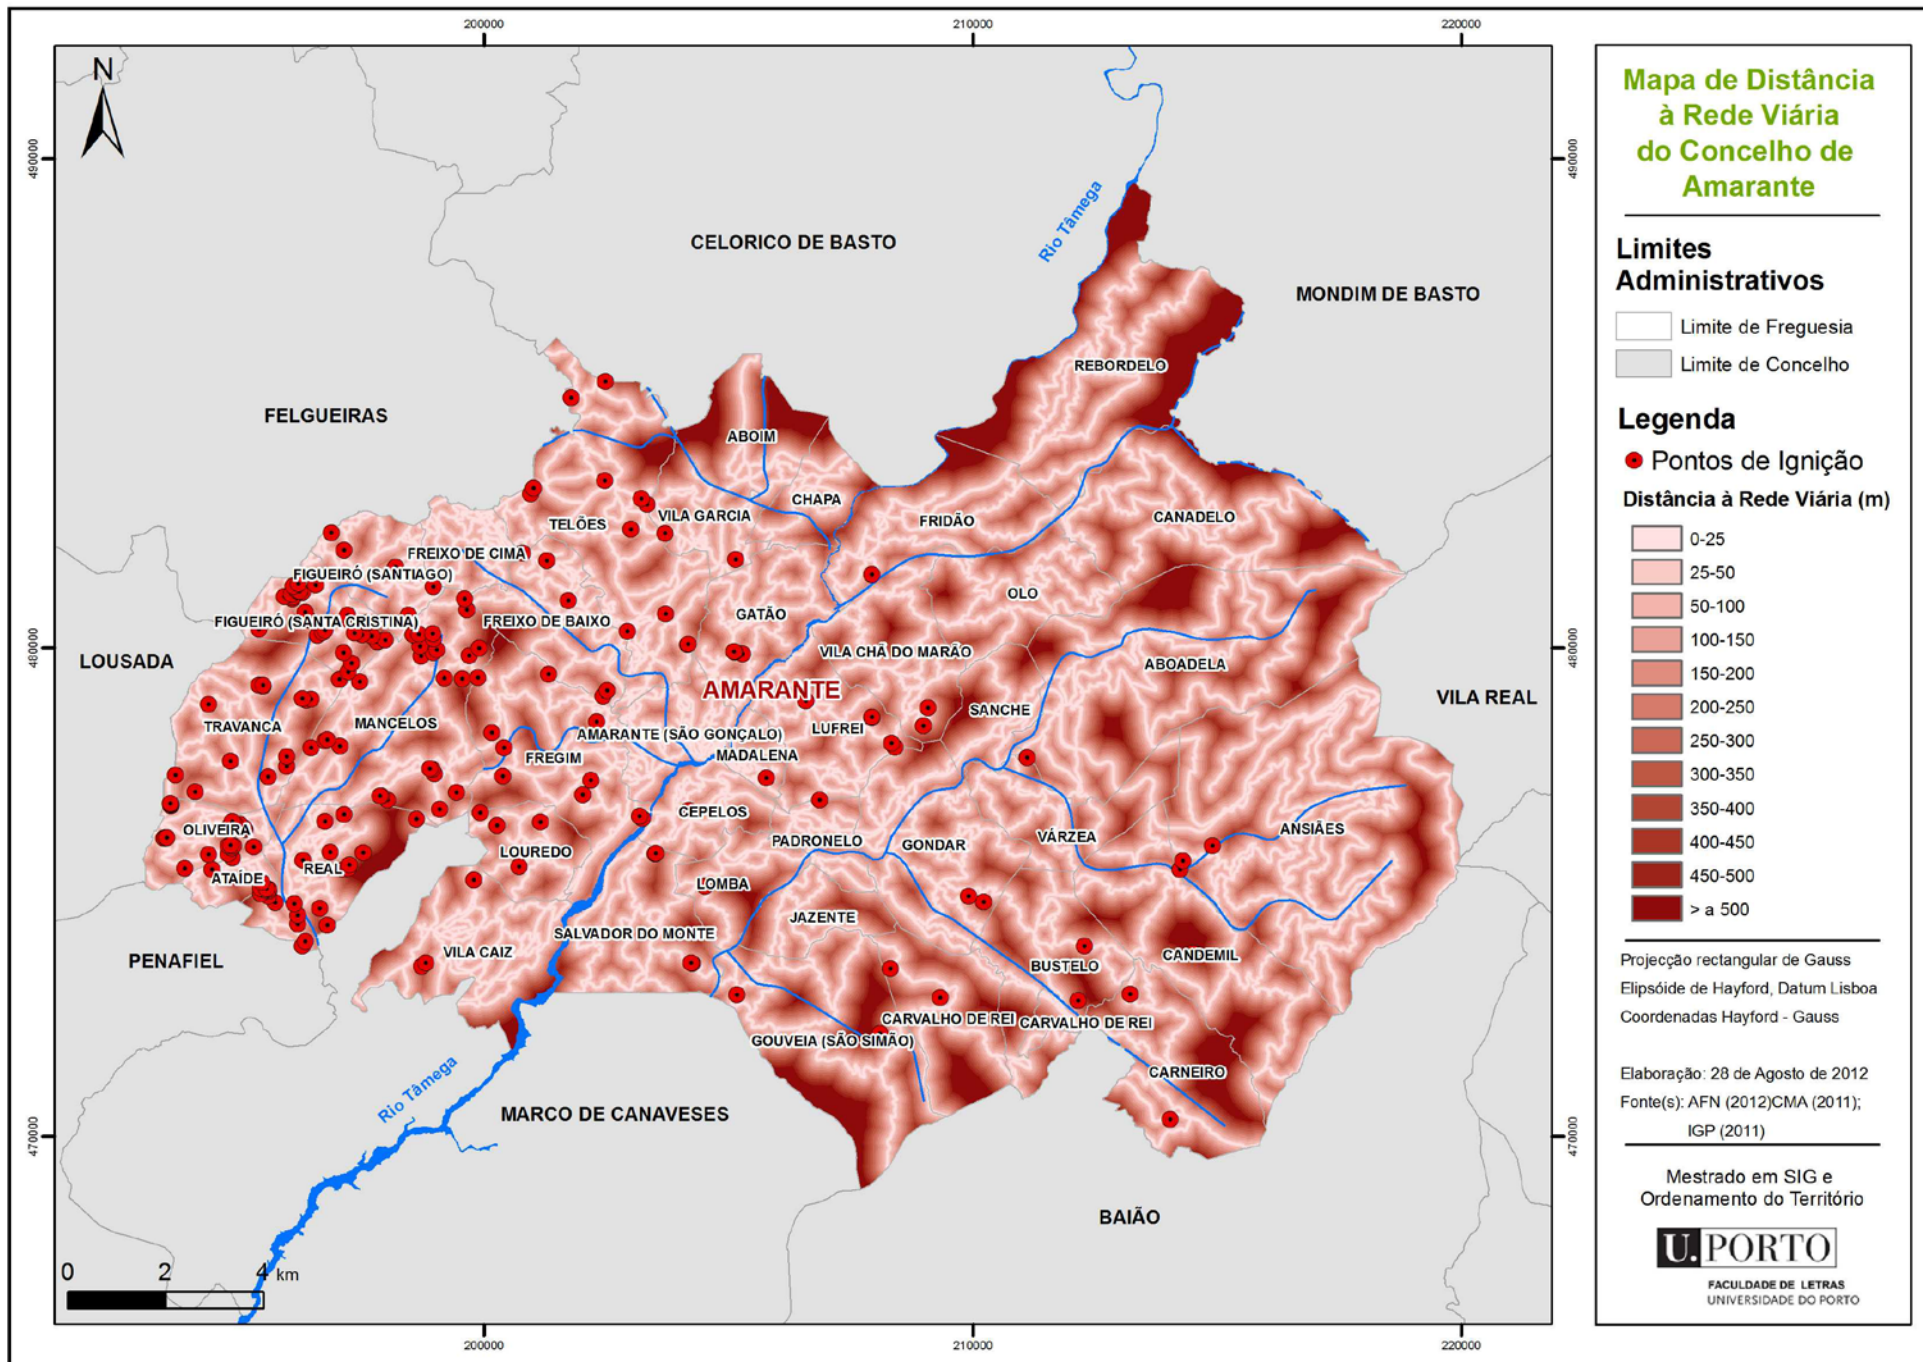 200000
210000
220000
N
490000
490000
Rio Tâmega
CELORICO DE BASTO
MONDIM DE BASTO
REBORDELO
FELGUEIRAS
ABOIM
CHAPA
TELÕES
VILA GARCIA
FRIDÃO
CANADELO
FREIXO DE CIMA
FIGUEIRÓ (SANTIAGO)
OLO
GATÃO
FIGUEIRÓ (SANTA CRISTINA)
FREIXO DE BAIXO
480000
480000
LOUSADA
VILA CHÃ DO MARÃO
ABOADELA
AMARANTE
VILA REAL
TRAVANCA
MANCELOS
SANCHE
LUFREI
AMARANTE (SÃO GONÇALO)
FREGIM
MADALENA
CEPELOS
OLIVEIRA
PADRONELO
GONDAR
VÁRZEA
ANSIÃES
LOUREDO
REAL
ATAÍDE
LOMBA
JAZENTE
SALVADOR DO MONTE
VILA CAIZ
PENAFIEL
BUSTELO
CANDEMIL
CARVALHO DE REI
CARVALHO DE REI
GOUVEIA (SÃO SIMÃO)
CARNEIRO
Rio Tâmega
MARCO DE CANAVESES
470000
470000
BAIÃO
0 2 4 km
200000
210000
220000
Mapa de Distância
à Rede Viária
do Concelho de
Amarante
Limites
Administrativos
Limite de Freguesia
Limite de Concelho
Legenda
Pontos de Ignição
Distância à Rede Viária (m)
0-25
25-50
50-100
100-150
150-200
200-250
250-300
300-350
350-400
400-450
450-500
> a 500
Projecção rectangular de Gauss
Elipsóide de Hayford, Datum Lisboa
Coordenadas Hayford - Gauss
Elaboração: 28 de Agosto de 2012
Fonte(s): AFN (2012)CMA (2011);
IGP (2011)
Mestrado em SIG e
Ordenamento do Território
U.PORTO
FACULDADE DE LETRAS
UNIVERSIDADE DO PORTO